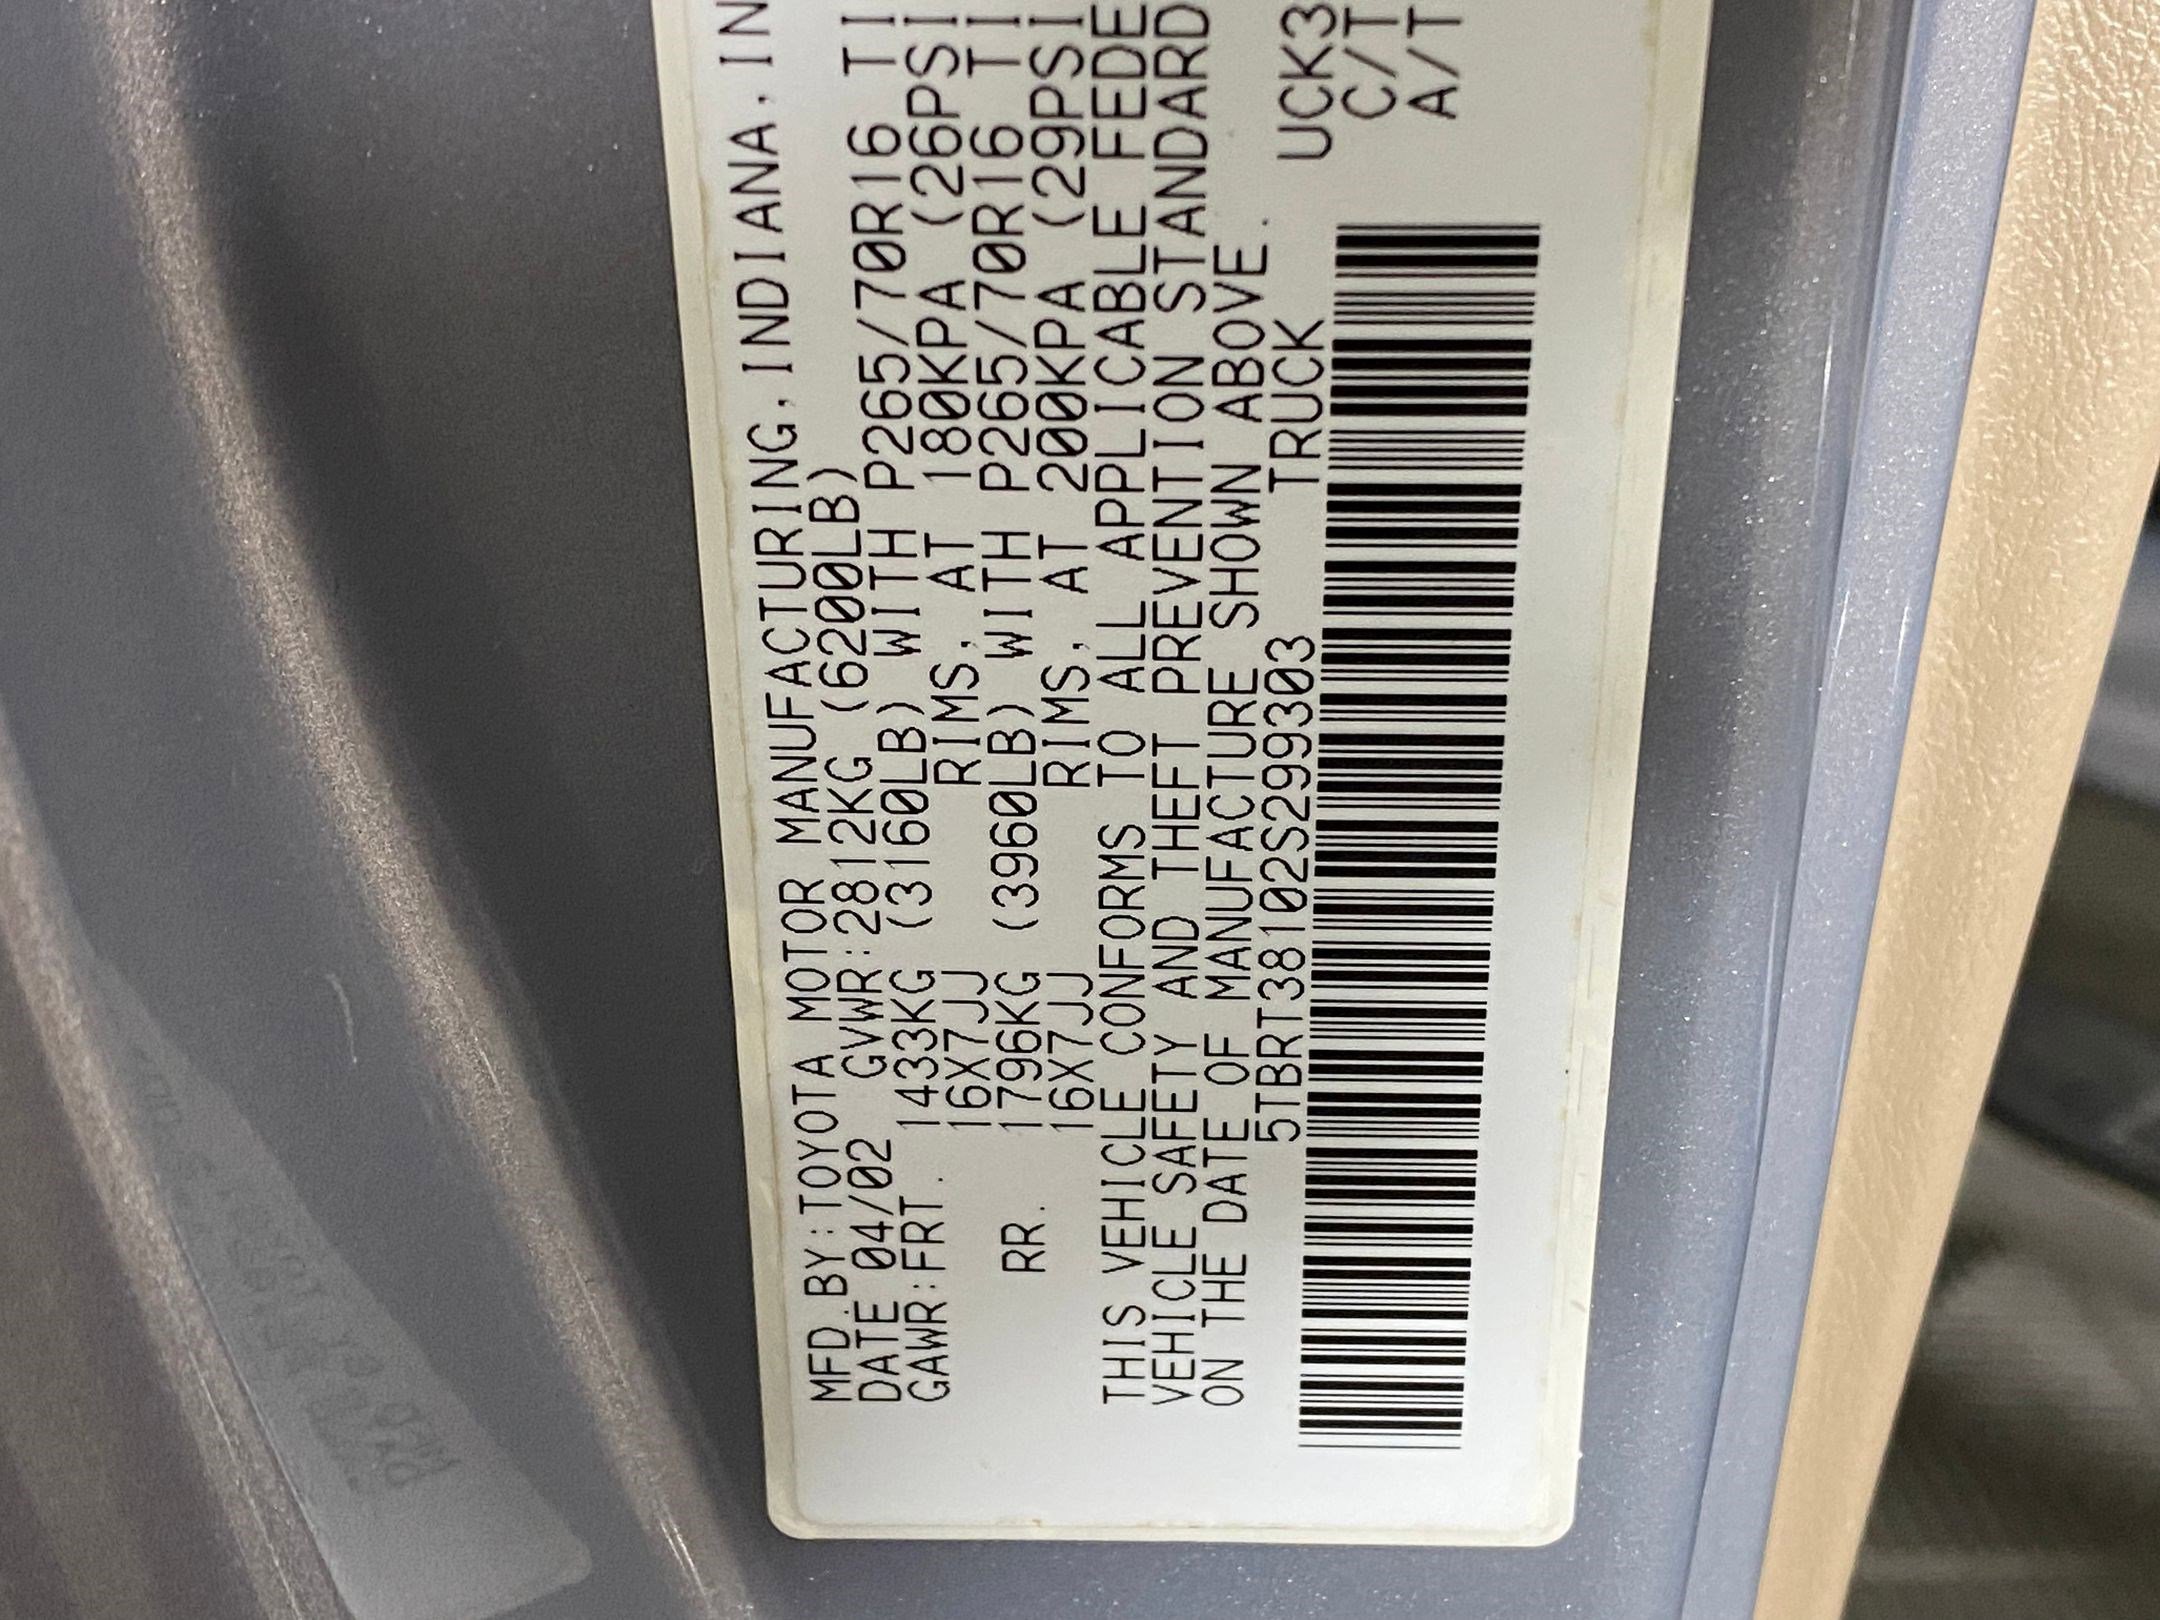 MFD.BY:TOYOTA MOTOR MANUFACTURING,INDIANA,IN
DATE 04/02 GVWR:2812KG (6200LB)
GAWR:FRT. 1433KG (3160LB) WITH P265/70R16 TI
16X7JJ RIMS, AT 180KPA (26PSI
RR. 1796KG (3960LB) WITH P265/70R16 TI
16X7JJ RIMS, AT 200KPA (29PSI
THIS VEHICLE CONFORMS TO ALL APPLICABLE FEDE
VEHICLE SAFETY AND THEFT PREVENTION STANDARD
ON THE DATE OF MANUFACTURE SHOWN ABOVE.
5TBRT38102S299303 TRUCK UCK3
C/T
A/T